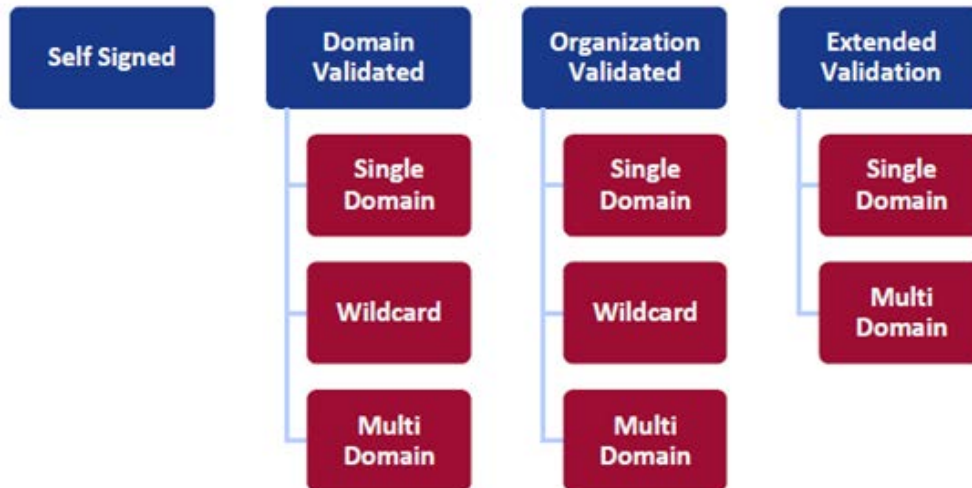 Self Signed
Domain
Validated
Single
Domain
Wildcard
Multi
Domain
Organization
Validated
Single
Domain
Wildcard
Multi
Domain
Extended
Validation
Single
Domain
Multi
Domain